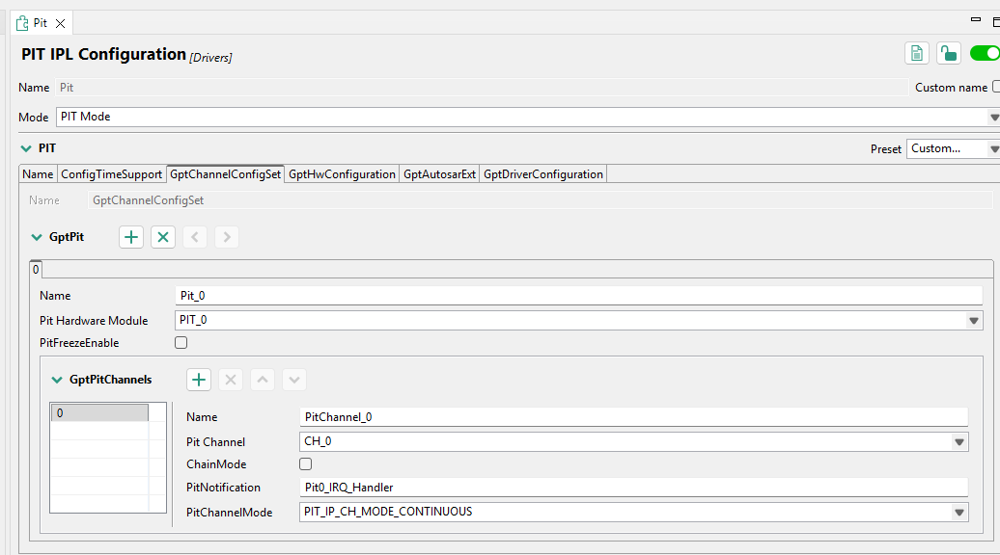 Pit
PIT IPL Configuration [Drivers]
Name Pit Custom name
Mode PIT Mode
PIT Preset Custom...
Name ConfigTimeSupport GptChannelConfigSet GptHwConfiguration GptAutosarExt GptDriverConfiguration
Name GptChannelConfigSet
GptPit
0
Name Pit_0
Pit Hardware Module PIT_0
PitFreezeEnable
GptPitChannels
0
Name PitChannel_0
Pit Channel CH_0
ChainMode
PitNotification Pit0_IRQ_Handler
PitChannelMode PIT_IP_CH_MODE_CONTINUOUS